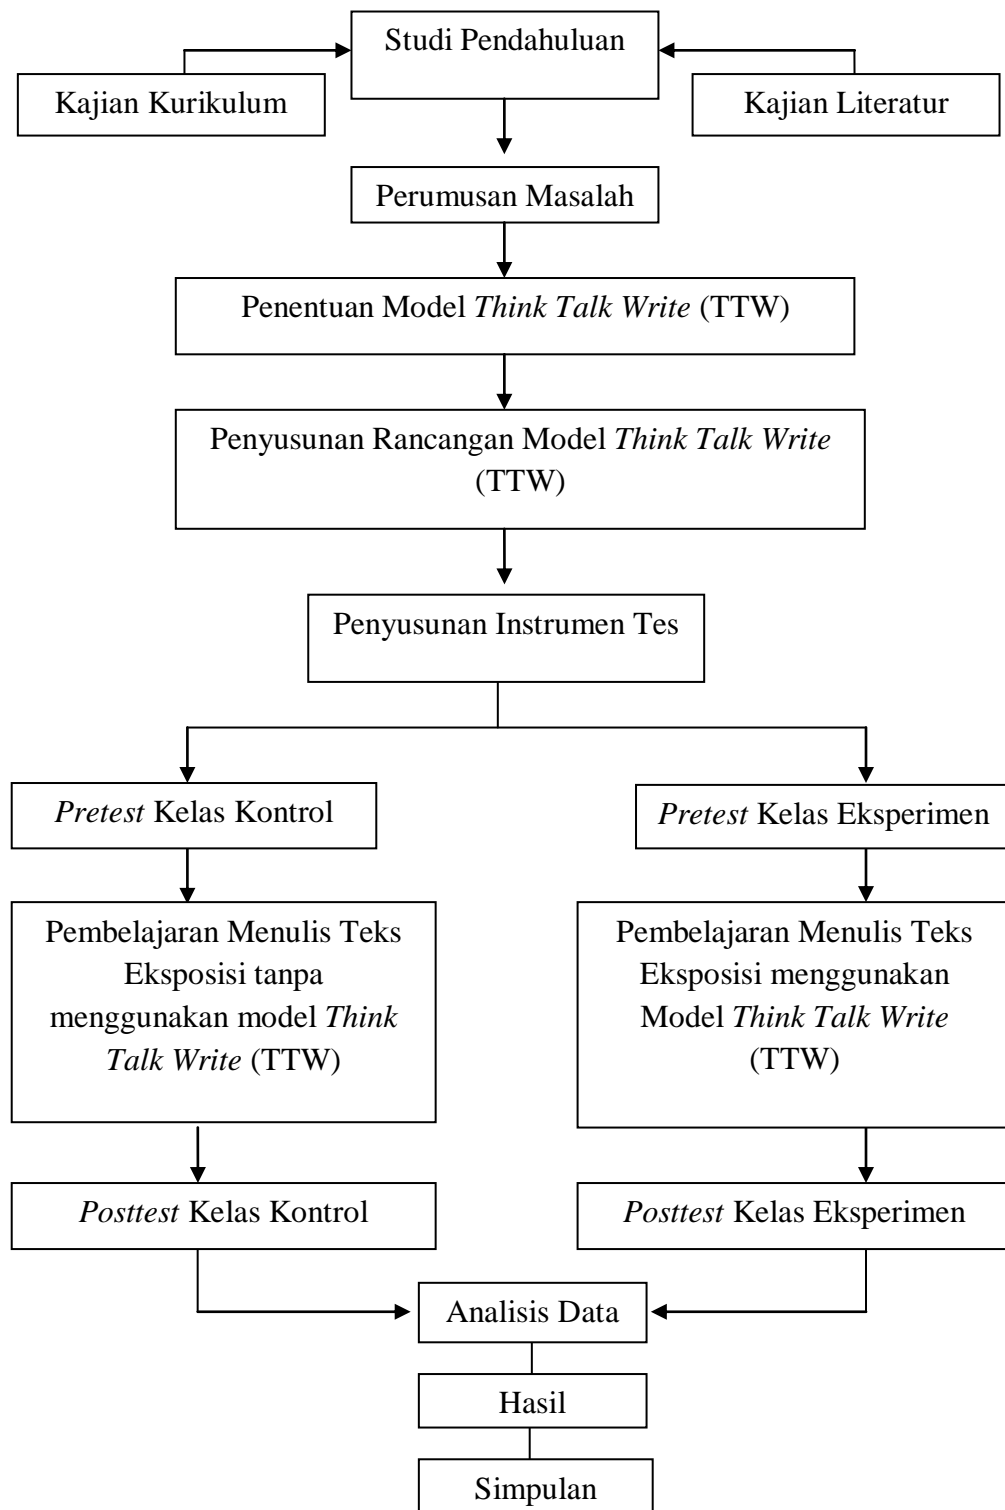 Studi Pendahuluan
Kajian Kurikulum
Kajian Literatur
Perumusan Masalah
Penentuan Model Think Talk Write (TTW)
Penyusunan Rancangan Model Think Talk Write
(TTW)
Penyusunan Instrumen Tes
Pretest Kelas Kontrol
Pretest Kelas Eksperimen
Pembelajaran Menulis Teks
Eksposisi tanpa
menggunakan model Think
Talk Write (TTW)
Pembelajaran Menulis Teks
Eksposisi menggunakan
Model Think Talk Write
(TTW)
Posttest Kelas Kontrol
Posttest Kelas Eksperimen
Analisis Data
Hasil
Simpulan